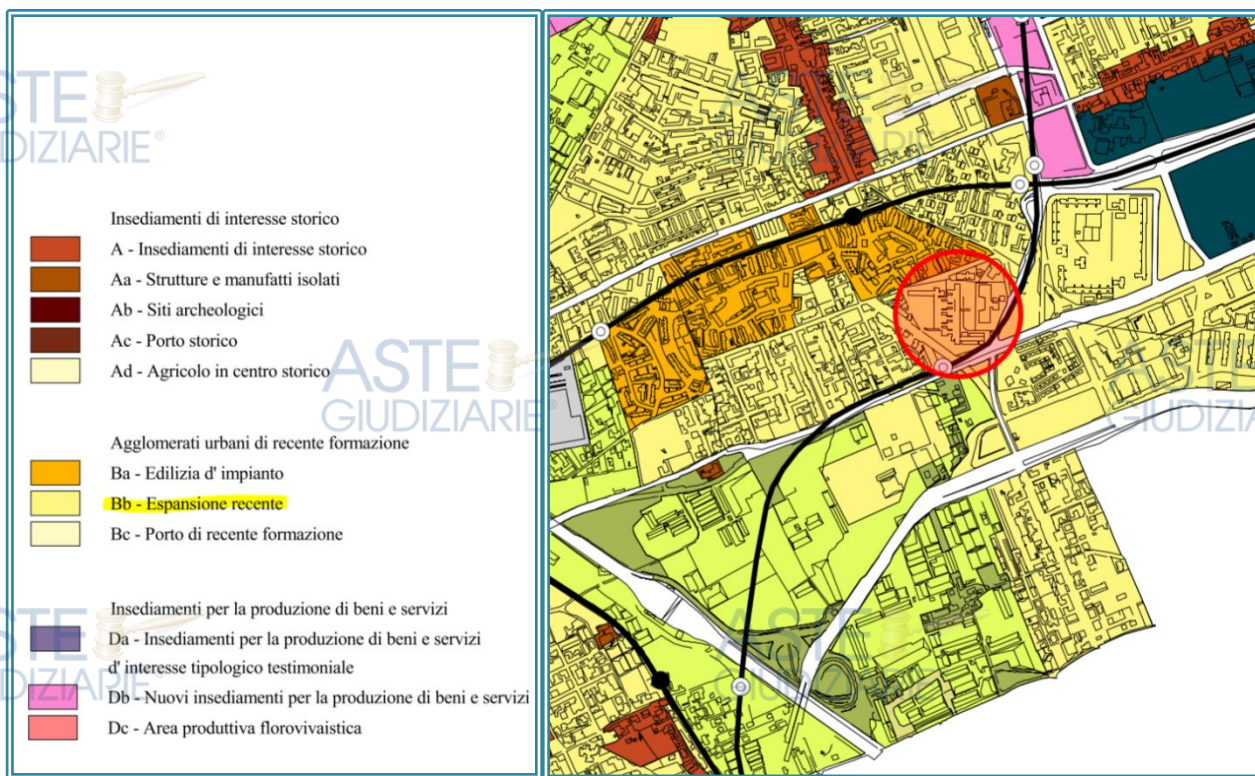 ASTE
GIUDIZIARIE®
Insediamenti di interesse storico
A - Insediamenti di interesse storico
Aa - Strutture e manufatti isolati
Ab - Siti archeologici
Ac - Porto storico
Ad - Agricolo in centro storico
ASTE
GIUDIZIARIE®
Agglomerati urbani di recente formazione
Ba - Edilizia d' impianto
Bb - Espansione recente
Bc - Porto di recente formazione
Insediamenti per la produzione di beni e servizi
Da - Insediamenti per la produzione di beni e servizi
d' interesse tipologico testimoniale
Db - Nuovi insediamenti per la produzione di beni e servizi
Dc - Area produttiva florovivaistica
ASTE
GIUDIZIARIE